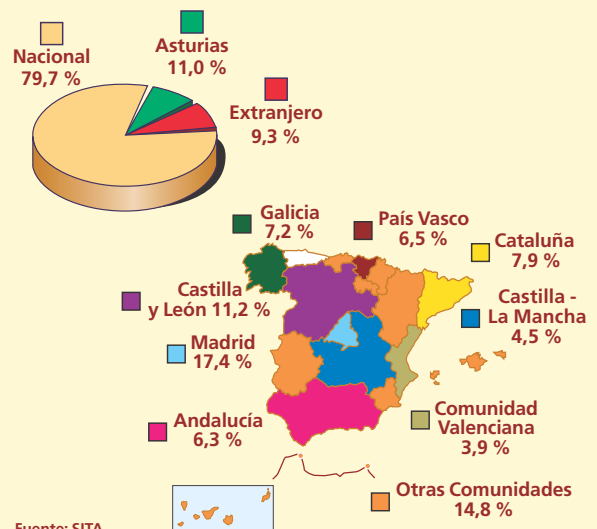 Nacional
79,7 %
Asturias
11,0 %
Extranjero
9,3 %
Galicia
7,2 %
País Vasco
6,5 %
Cataluña
7,9 %
Castilla
y León 11,2 %
Castilla -
La Mancha
4,5 %
Madrid
17,4 %
Andalucía
6,3 %
Comunidad
Valenciana
3,9 %
Otras Comunidades
14,8 %
Fuente: SITA